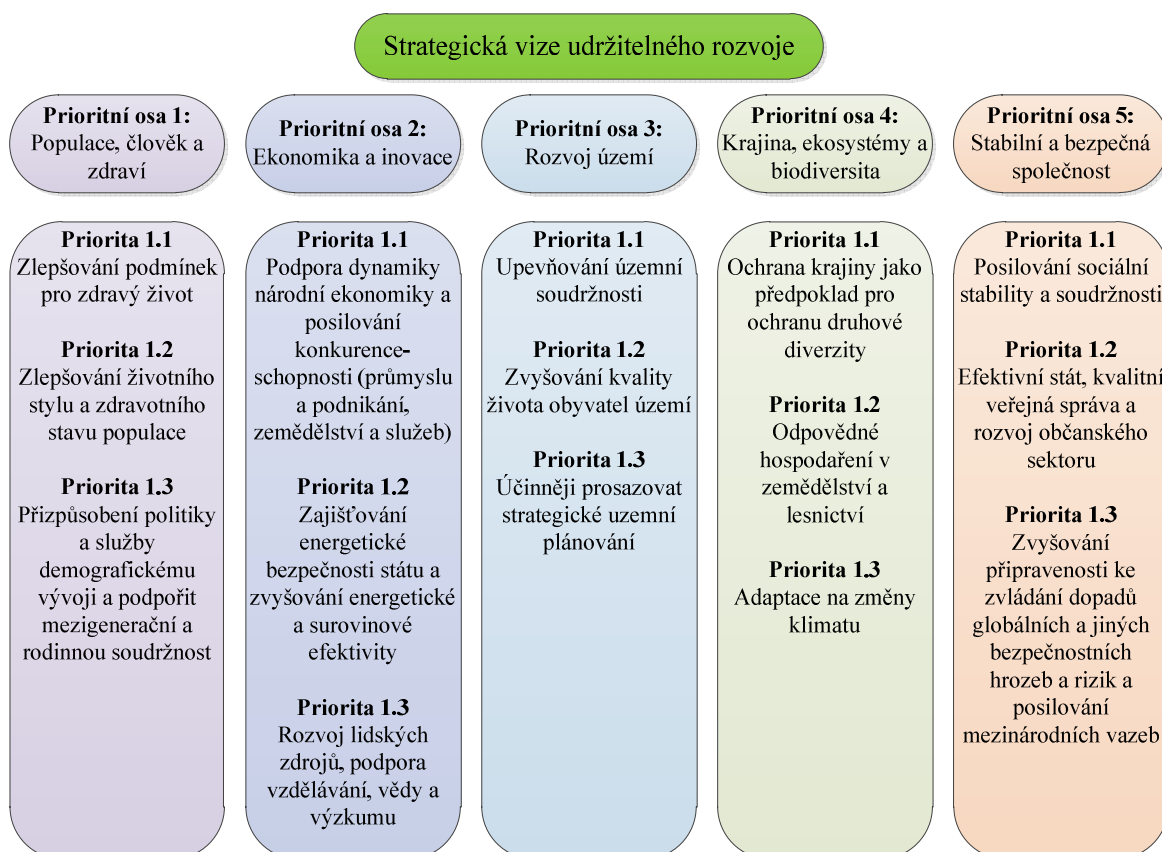 Strategická vize udržitelného rozvoje
Prioritní osa 1:
Populace, člověk a
zdraví
Prioritní osa 2:
Ekonomika a inovace
Prioritní osa 3:
Rozvoj území
Prioritní osa 4:
Krajina, ekosystémy a
biodiversita
Prioritní osa 5:
Stabilní a bezpečná
společnost
Priorita 1.1
Zlepšování podmínek
pro zdravý život
Priorita 1.2
Zlepšování životního
stylu a zdravotního
stavu populace
Priorita 1.3
Přizpůsobení politiky
a služby
demografickému
vývoji a podpořit
mezigenerační a
rodinnou soudržnost
Priorita 1.1
Podpora dynamiky
národní ekonomiky a
posilování
konkurence-
schopnosti (průmyslu
a podnikání,
zemědělství a služeb)
Priorita 1.2
Zajišťování
energetické
bezpečnosti státu a
zvyšování energetické
a surovinové
efektivity
Priorita 1.3
Rozvoj lidských
zdrojů, podpora
vzdělávání, vědy a
výzkumu
Priorita 1.1
Upevňování územní
soudržnosti
Priorita 1.2
Zvyšování kvality
života obyvatel území
Priorita 1.3
Účinněji prosazovat
strategické uzemní
plánování
Priorita 1.1
Ochrana krajiny jako
předpoklad pro
ochranu druhové
diverzity
Priorita 1.2
Odpovědné
hospodaření v
zemědělství a
lesnictví
Priorita 1.3
Adaptace na změny
klimatu
Priorita 1.1
Posilování sociální
stability a soudržnosti
Priorita 1.2
Efektivní stát, kvalitní
veřejná správa a
rozvoj občanského
sektoru
Priorita 1.3
Zvyšování
připravenosti ke
zvládání dopadů
globálních a jiných
bezpečnostních
hrozeb a rizik a
posilování
mezinárodních vazeb